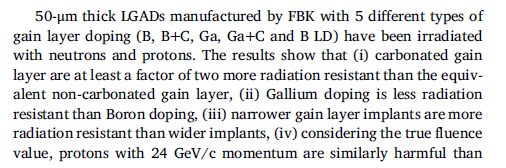 50-μm thick LGADs manufactured by FBK with 5 different types of
gain layer doping (B, B+C, Ga, Ga+C and B LD) have been irradiated
with neutrons and protons. The results show that (i) carbonated gain
layer are at least a factor of two more radiation resistant than the equiv-
alent non-carbonated gain layer, (ii) Gallium doping is less radiation
resistant than Boron doping, (iii) narrower gain layer implants are more
radiation resistant than wider implants, (iv) considering the true fluence
value, protons with 24 GeV/c momentum are similarly harmful than